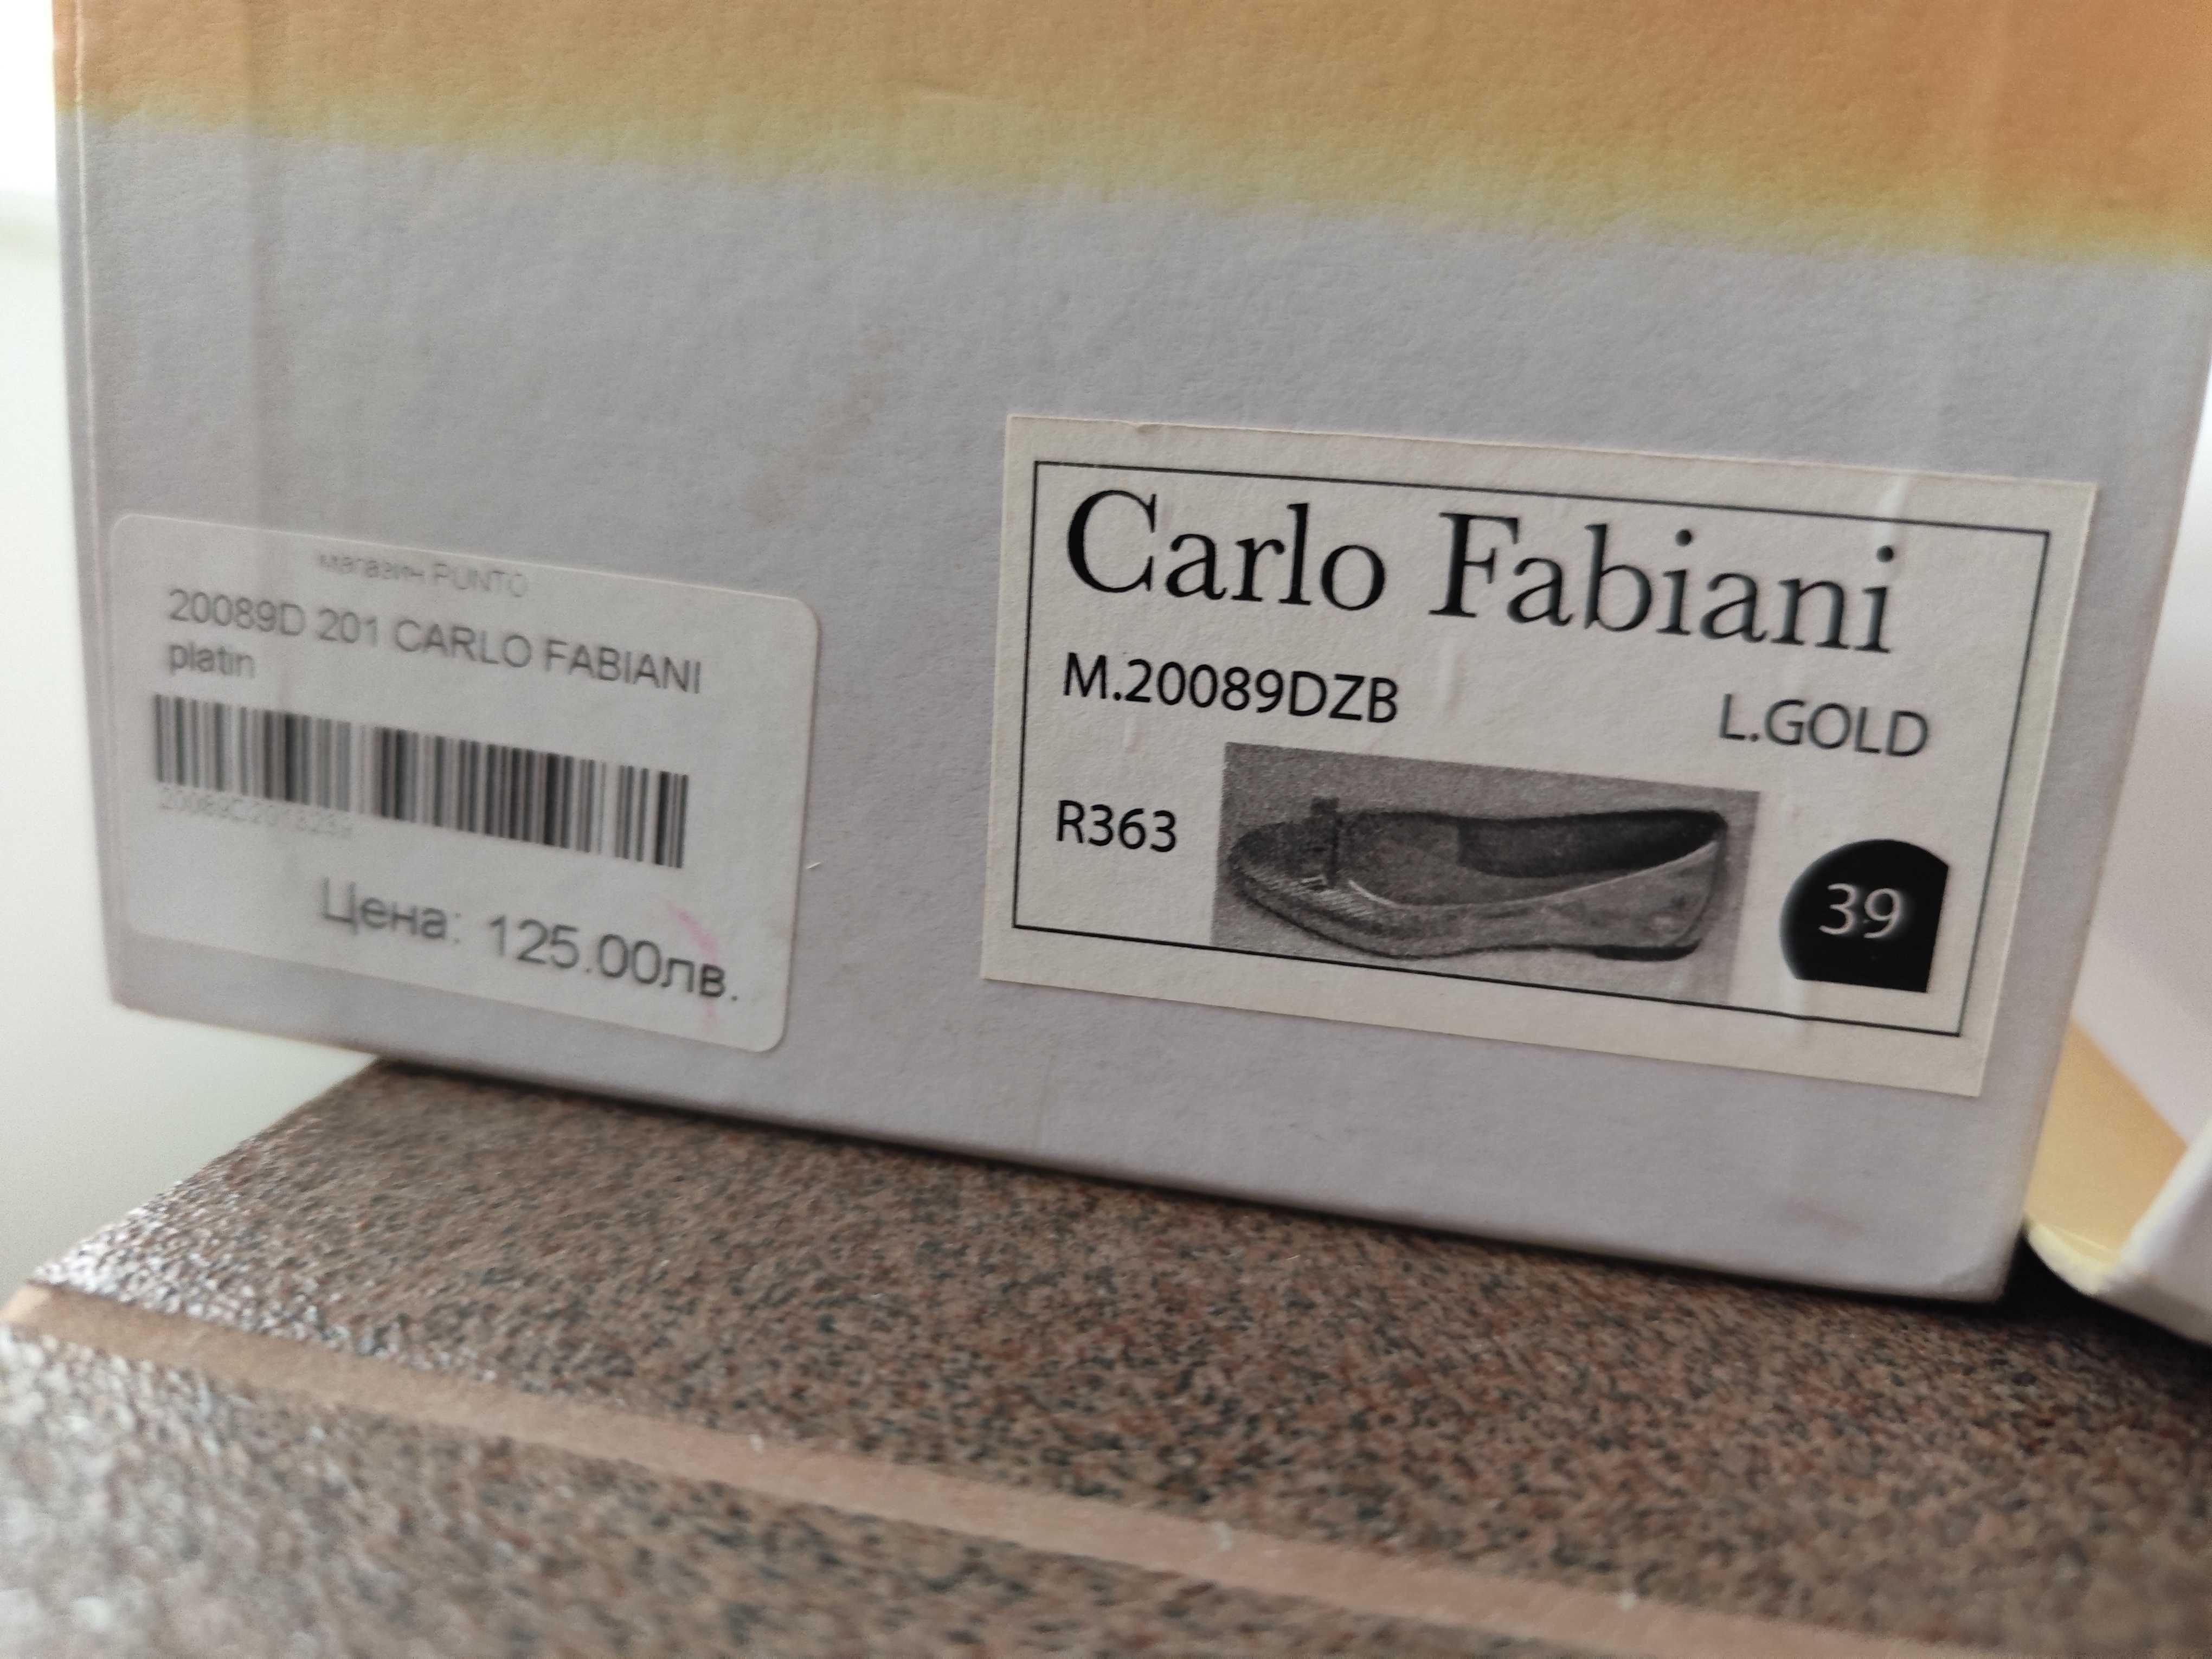 магазин PUNTO
20089D 201 CARLO FABIANI
platin
Цена: 125.00лв.
Carlo Fabiani
M.20089DZB L.GOLD
R363
39